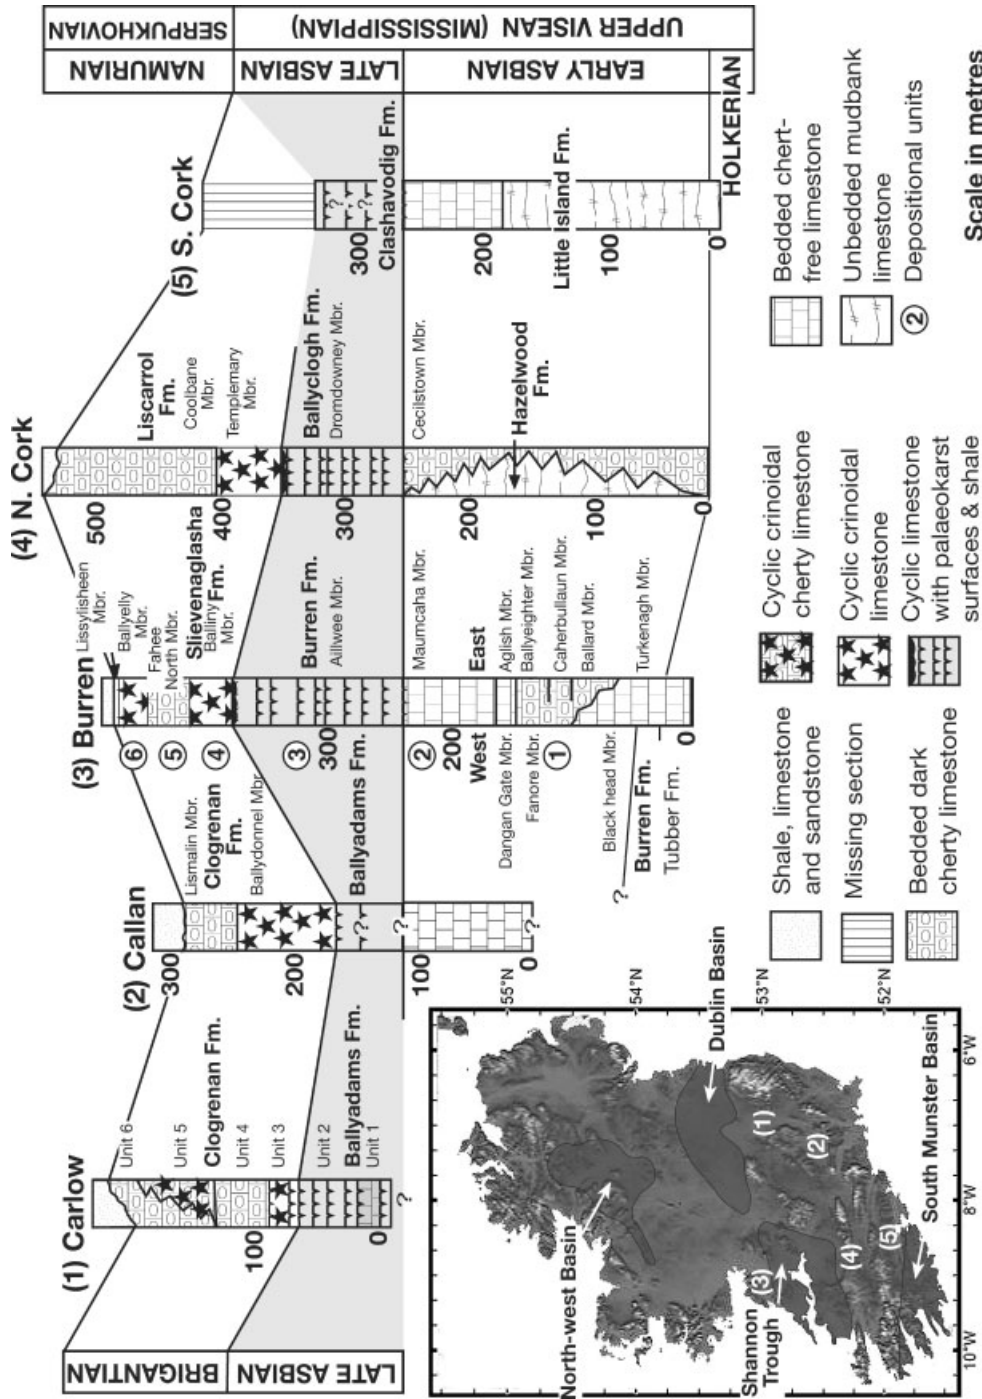 (1) Carlow
BRIGANTIAN
LATE ASBIAN
Unit 6
Unit 5
Clogrenan Fm.
Unit 4
Unit 3
Unit 2
Ballyadams Fm.
Unit 1
100
0
?
(2) Callan
300
200
100
0
Lismalin Mbr.
Clogrenan
Fm.
Ballydonnel Mbr.
Ballyadams Fm.
?
?
?
?
(3) Burren
Lissylisheen
Mbr.
Ballyelly
Mbr.
Fahee
North Mbr.
Slievenaglasha
Fm.
Balliny
Mbr.
Burren Fm.
Aillwee Mbr.
Maumcaha Mbr.
East
Aglish Mbr.
Ballyeighter Mbr.
Caherbullaun Mbr.
Ballard Mbr.
Turkenagh Mbr.
6
5
4
3
2
1
300
200
0
West
Dangan Gate Mbr.
Fanore Mbr.
Black head Mbr.
Burren Fm.
Tubber Fm.
?
(4) N. Cork
500
400
300
200
100
0
Liscarrol
Fm.
Coolbane
Mbr.
Templemary
Mbr.
Ballyclogh Fm.
Dromdowney Mbr.
Cecilstown Mbr.
Hazelwood
Fm.
(5) S. Cork
300
200
100
0
?
?
Clashavodig Fm.
Little Island Fm.
NAMURIAN
SERPUKHOVIAN
LATE ASBIAN
EARLY ASBIAN
HOLKERIAN
UPPER VISEAN (MISSISSIPPIAN)
North-west Basin
Dublin Basin
Shannon
Trough
South Munster Basin
(1)
(2)
(3)
(4)
(5)
55°N
54°N
53°N
52°N
10°W
8°W
6°W
Shale, limestone
and sandstone
Missing section
Bedded dark
cherty limestone
Cyclic crinoidal
cherty limestone
Cyclic crinoidal
limestone
Cyclic limestone
with palaeokarst
surfaces & shale
Bedded chert-
free limestone
Unbedded mudbank
limestone
2 Depositional units
Scale in metres